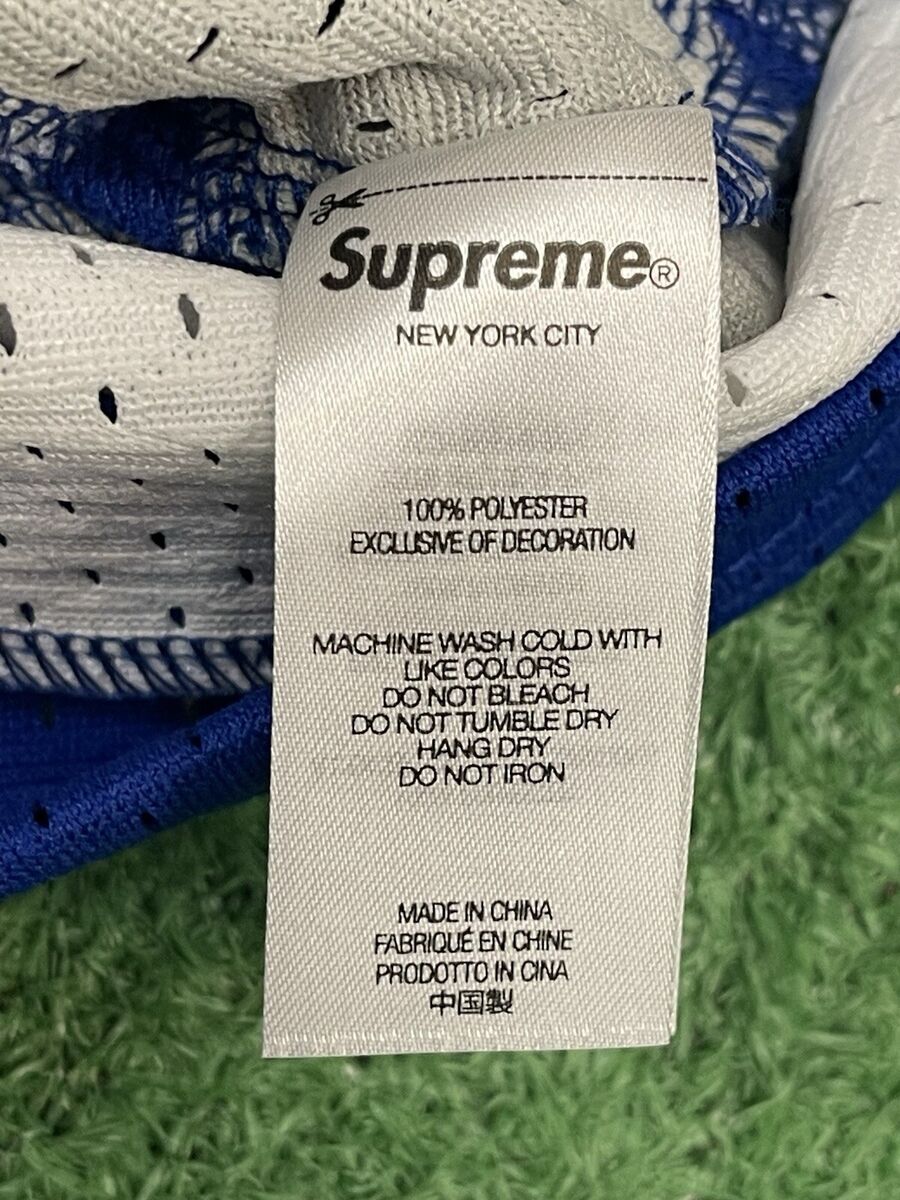 Supreme®
NEW YORK CITY
100% POLYESTER
EXCLUSIVE OF DECORATION
MACHINE WASH COLD WITH
LIKE COLORS
DO NOT BLEACH
DO NOT TUMBLE DRY
HANG DRY
DO NOT IRON
MADE IN CHINA
FABRIQUÉ EN CHINE
PRODOTTO IN CINA
中国製